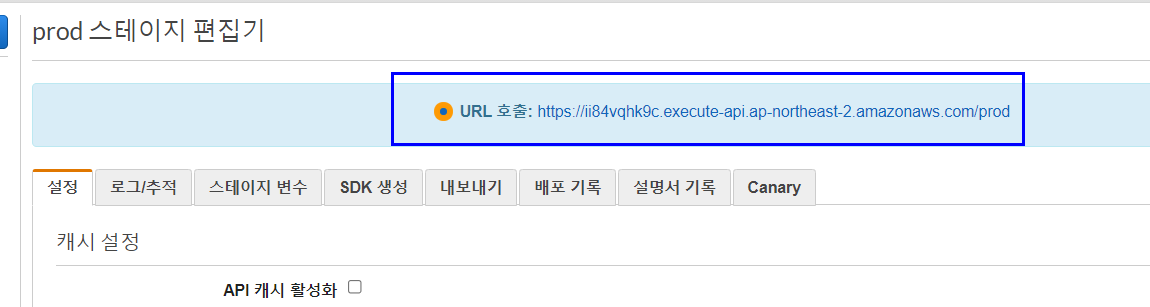 prod 스테이지 편집기
URL 호출: https://ii84vqhk9c.execute-api.ap-northeast-2.amazonaws.com/prod
설정 로그/추적 스테이지 변수 SDK 생성 내보내기 배포 기록 설명서 기록 Canary
캐시 설정
API 캐시 활성화